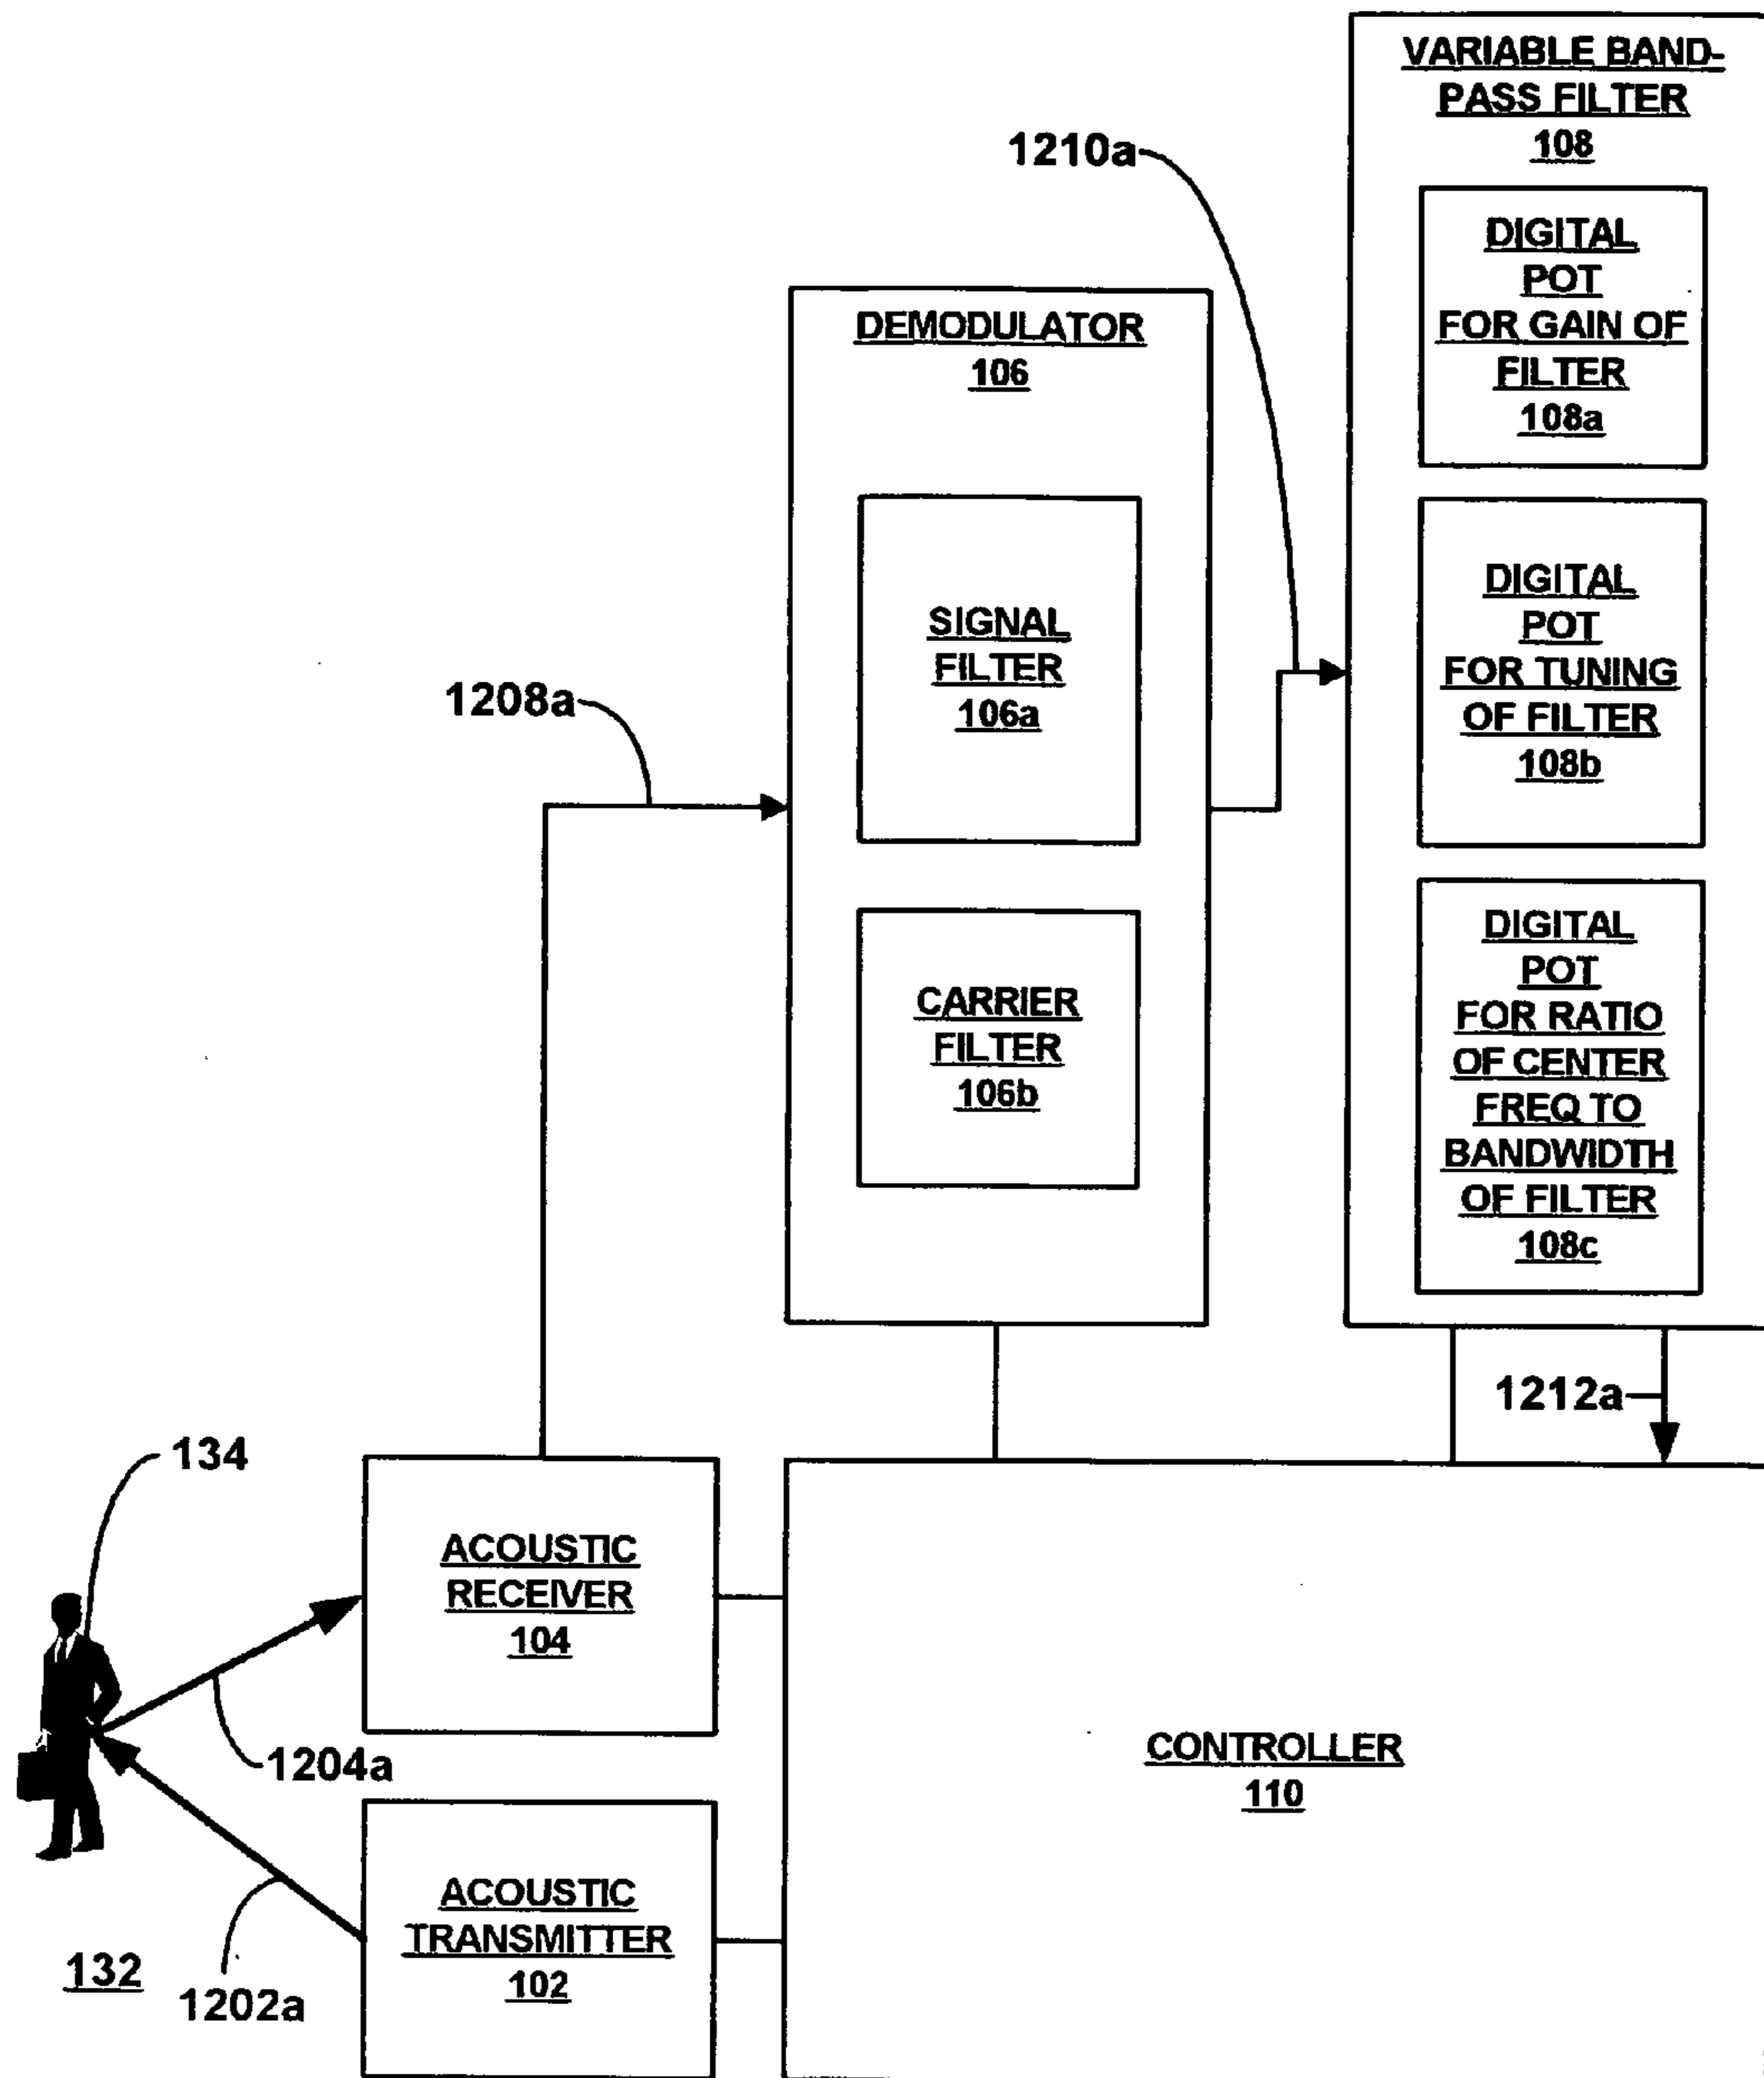 VARIABLE BAND-
PASS FILTER
108
1210a
DIGITAL
POT
FOR GAIN OF
FILTER
108a
DEMODULATOR
106
DIGITAL
POT
FOR TUNING
OF FILTER
108b
SIGNAL
FILTER
106a
1208a
DIGITAL
POT
FOR RATIO
OF CENTER
FREQ TO
BANDWIDTH
OF FILTER
108c
CARRIER
FILTER
106b
1212a
134
ACOUSTIC
RECEIVER
104
1204a
CONTROLLER
110
ACOUSTIC
TRANSMITTER
102
132
1202a